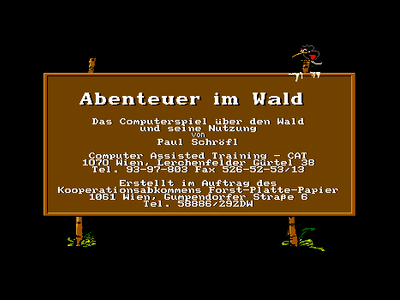 Abenteuer im Wald
Das Computerspiel über den Wald
und seine Nutzung
von
Paul Schröfl
Computer Assisted Training - CAT
1070 Wien, Lerchenfelder Gürtel 38
Tel. 93-97-803 Fax 526-52-53/13
Erstellt im Auftrag des
Kooperationsabkommens Forst-Platte-Papier
1061 Wien, Gumpendorfer Straße 6
Tel. 58886/29ZDW